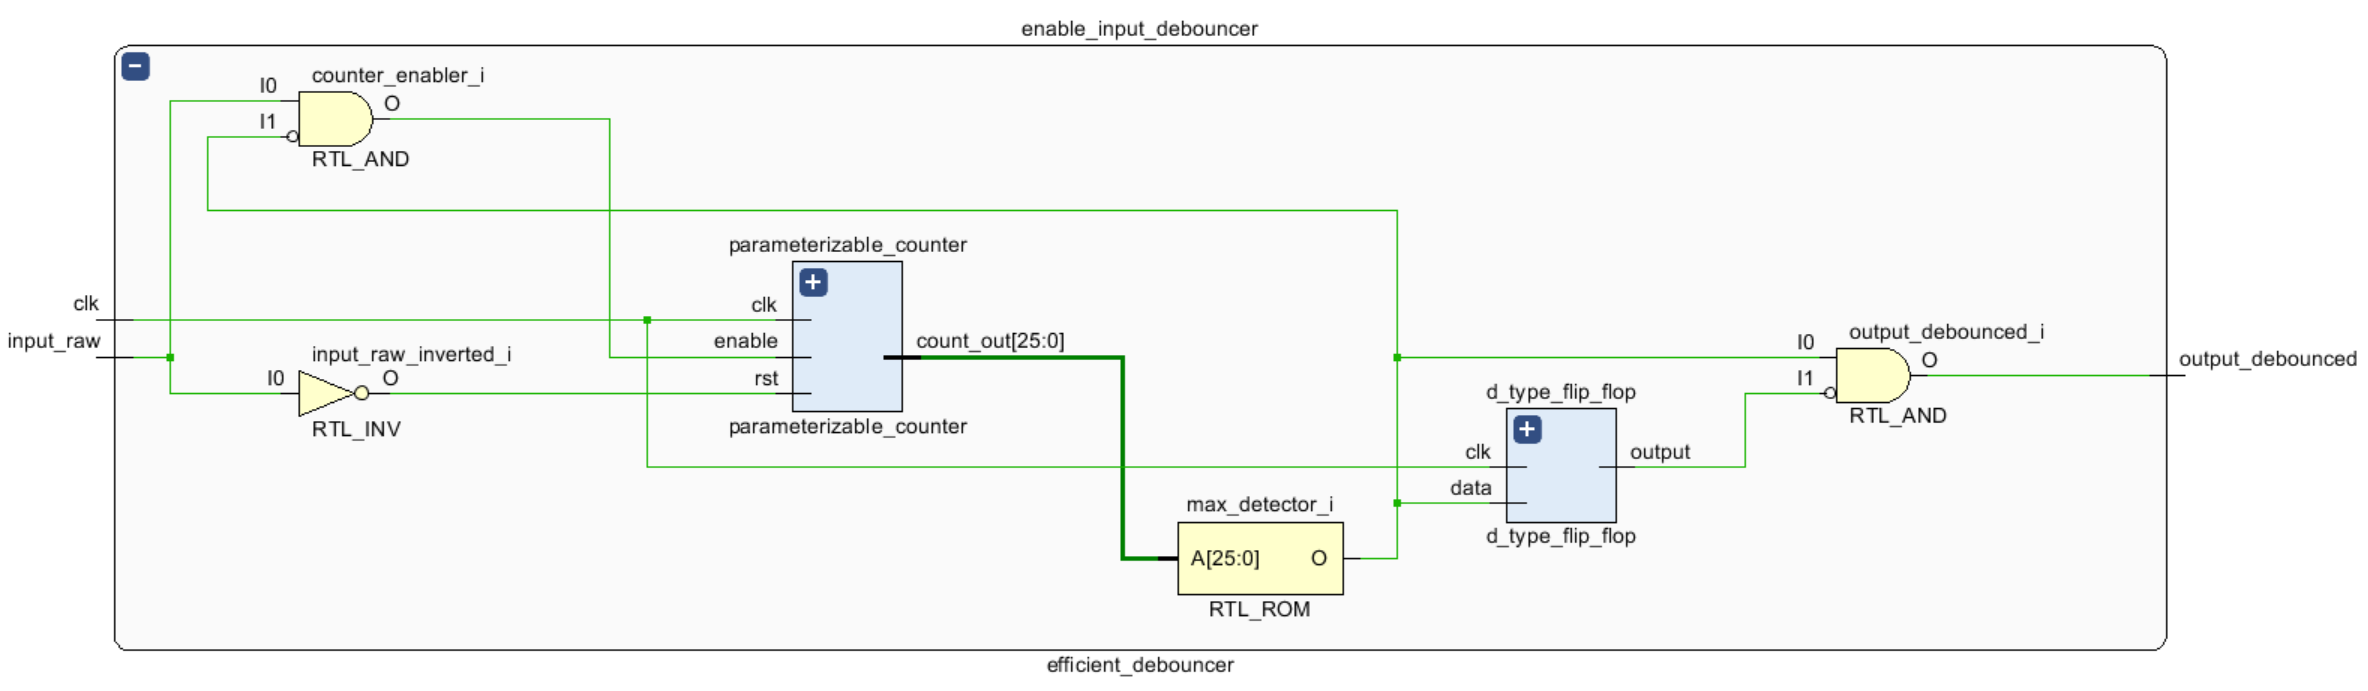 enable_input_debouncer
counter_enabler_i
I0
O
I1
RTL_AND
parameterizable_counter
clk
clk
input_raw
enable
count_out[25:0]
input_raw_inverted_i
I0
O
rst
RTL_INV
parameterizable_counter
output_debounced_i
I0
O
output_debounced
I1
RTL_AND
d_type_flip_flop
clk
output
data
d_type_flip_flop
max_detector_i
A[25:0]
O
RTL_ROM
efficient_debouncer